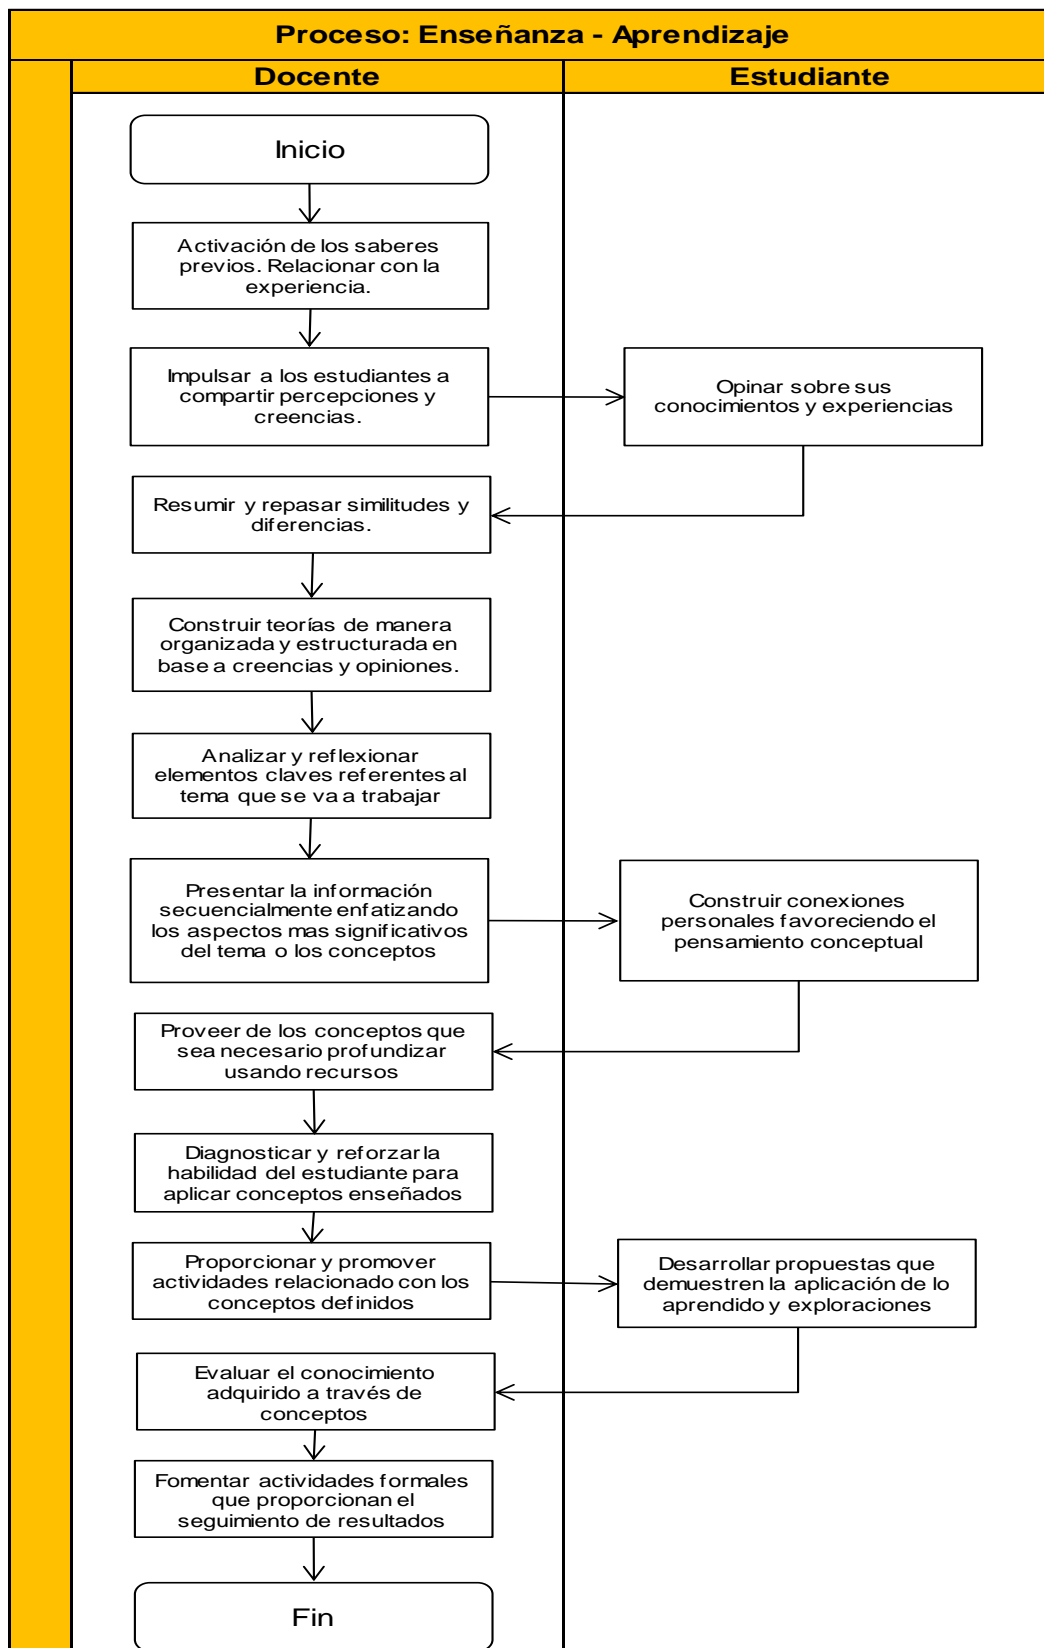 Proceso: Enseñanza - Aprendizaje
Docente
Estudiante
Inicio
Activación de los saberes
previos. Relacionar con la
experiencia.
Impulsar a los estudiantes a
compartir percepciones y
creencias.
Opinar sobre sus
conocimientos y experiencias
Resumir y repasar similitudes y
diferencias.
Construir teorías de manera
organizada y estructurada en
base a creencias y opiniones.
Analizar y reflexionar
elementos claves referentes al
tema que se va a trabajar
Presentar la información
secuencialmente enfatizando
los aspectos mas significativos
del tema o los conceptos
Construir conexiones
personales favoreciendo el
pensamiento conceptual
Proveer de los conceptos que
sea necesario profundizar
usando recursos
Diagnosticar y reforzar la
habilidad del estudiante para
aplicar conceptos enseñados
Proporcionar y promover
actividades relacionado con los
conceptos definidos
Desarrollar propuestas que
demuestren la aplicación de lo
aprendido y exploraciones
Evaluar el conocimiento
adquirido a través de
conceptos
Fomentar actividades formales
que proporcionan el
seguimiento de resultados
Fin